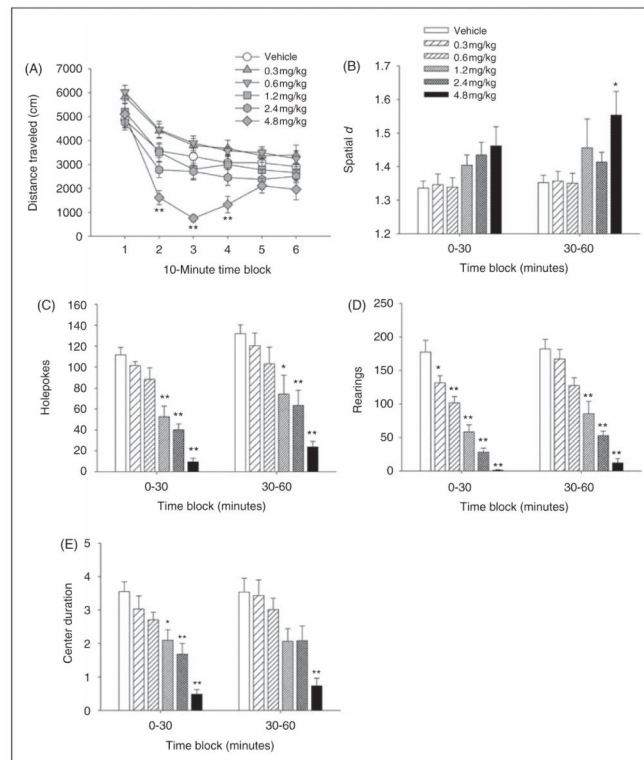 (A)
Distance traveled (cm)
7000
6000
5000
4000
3000
2000
1000
0
Vehicle
0.3mg/kg
0.6mg/kg
1.2mg/kg
2.4mg/kg
4.8mg/kg
**
**
**
1 2 3 4 5 6
10-Minute time block
(B)
Spatial d
1.7
1.6
1.5
1.4
1.3
1.2
Vehicle
0.3mg/kg
0.6mg/kg
1.2mg/kg
2.4mg/kg
4.8mg/kg
*
0-30 30-60
Time block (minutes)
(C)
Holepokes
160
140
120
100
80
60
40
20
0
** ** ** * ** **
0-30 30-60
Time block (minutes)
(D)
Rearings
250
200
150
100
50
0
* ** ** ** ** ** ** **
0-30 30-60
Time block (minutes)
(E)
Center duration
5
4
3
2
1
0
* ** ** **
0-30 30-60
Time block (minutes)